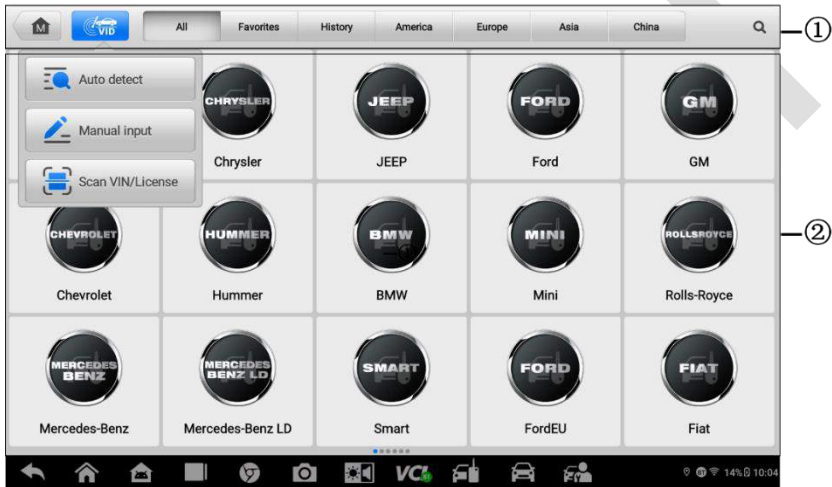 M VID All Favorites History America Europe Asia China ①
Auto detect
Manual input
Scan VIN/License
CHRYSLER JEEP FORD GM
Chrysler JEEP Ford GM
CHEVROLET HUMMER BMW MINI ROLLSROYCE ②
Chevrolet Hummer BMW Mini Rolls-Royce
MERCEDES BENZ MERCEDES BENZ LD SMART FORD FIAT
Mercedes-Benz Mercedes-Benz LD Smart FordEU Fiat
VCI 14% 10:04